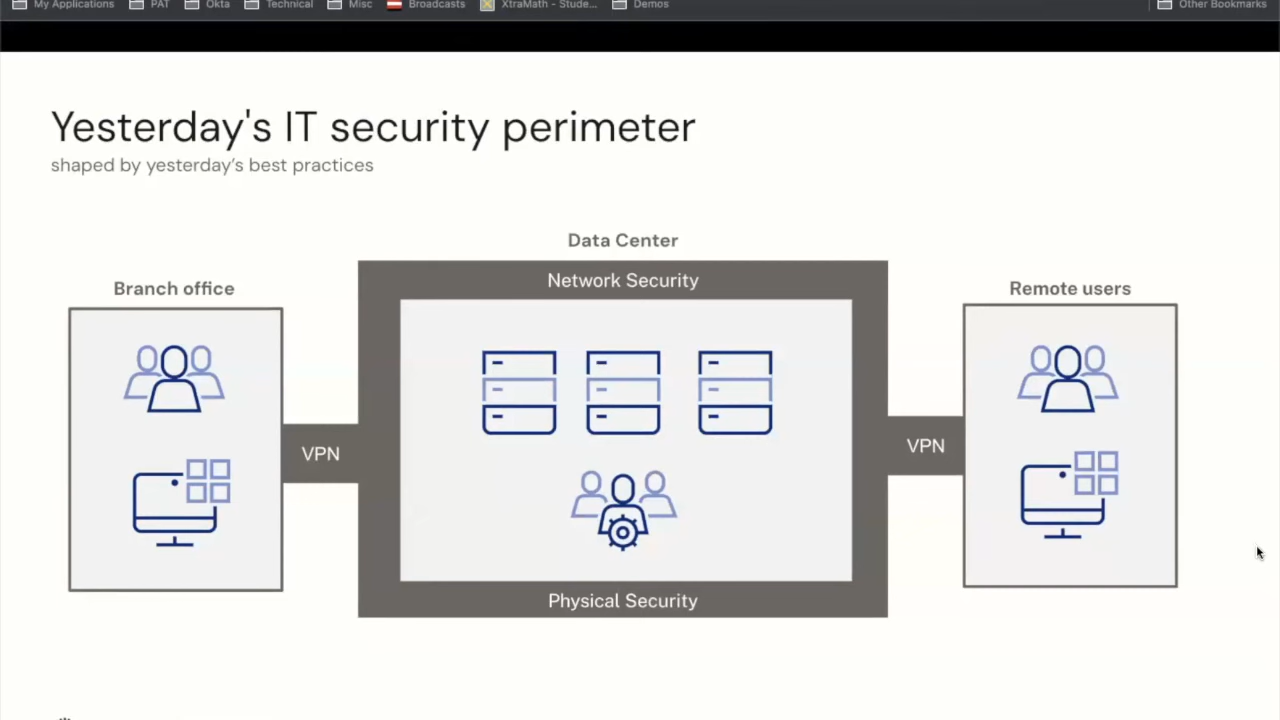 My Applications PAT Okta Technical Misc Broadcasts XtraMath - Stude... Demos Other Bookmarks
Yesterday's IT security perimeter
shaped by yesterday’s best practices
Data Center
Network Security
Branch office
Remote users
VPN
VPN
Physical Security